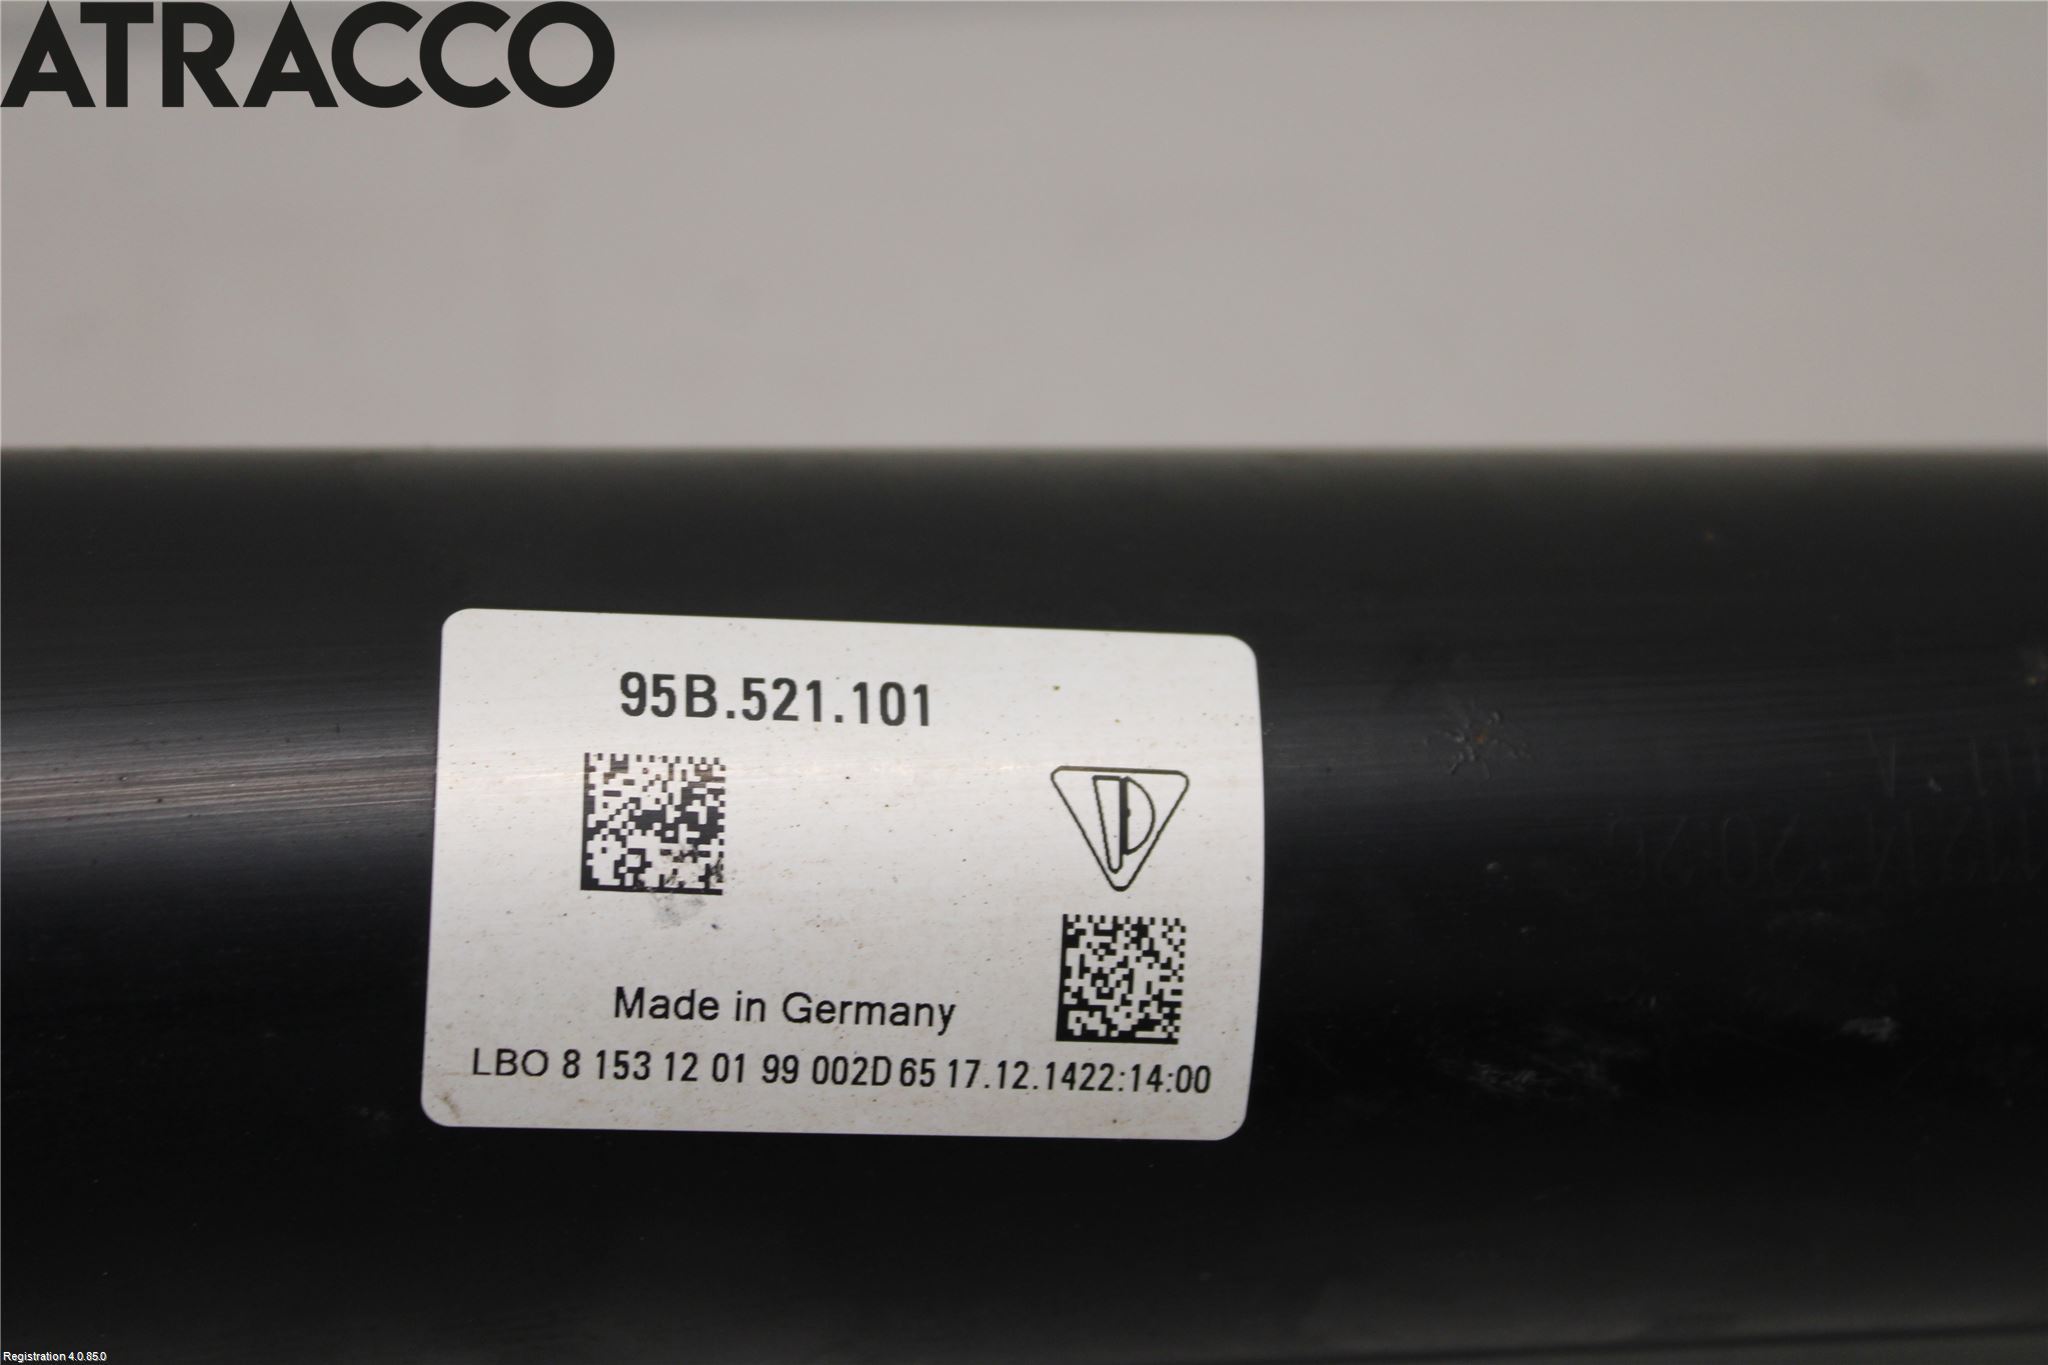 ATRACCO
95B.521.101
Made in Germany
LBO 8 153 12 01 99 002D 65 17.12.1422:14:00
Registration 4.0.85.0